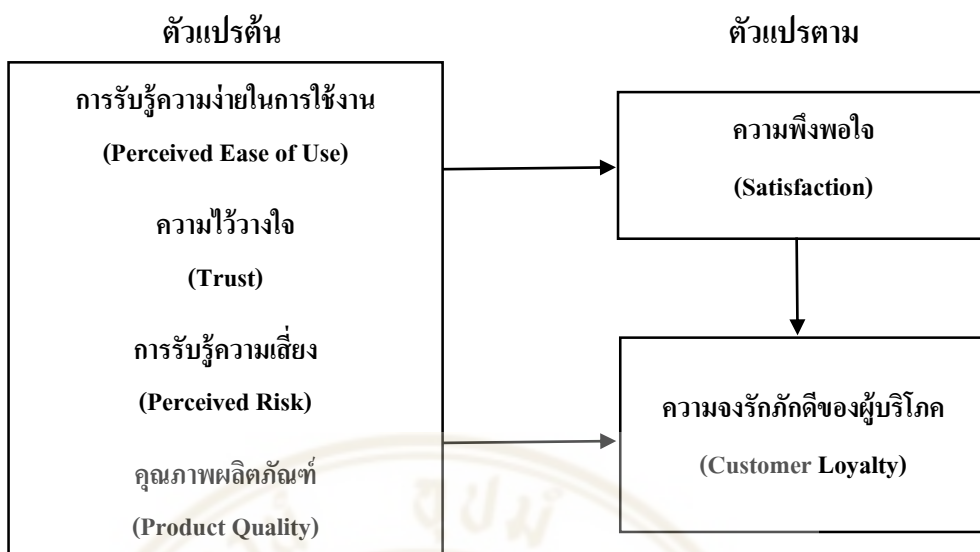 ตัวแปรต้น
การรับรู้ความง่ายในการใช้งาน
(Perceived Ease of Use)
ความไว้วางใจ
(Trust)
การรับรู้ความเสี่ยง
(Perceived Risk)
คุณภาพผลิตภัณฑ์
(Product Quality)
ตัวแปรตาม
ความพึงพอใจ
(Satisfaction)
ความจงรักภักดีของผู้บริโภค
(Customer Loyalty)